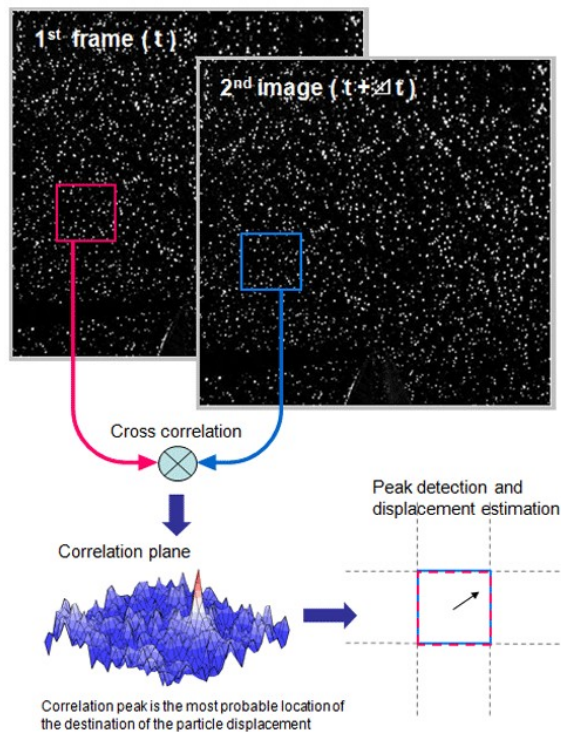 1st frame ( t )
2nd image ( t + ⊿ t )
Cross correlation
Peak detection and
displacement estimation
Correlation plane
Correlation peak is the most probable location of
the destination of the particle displacement